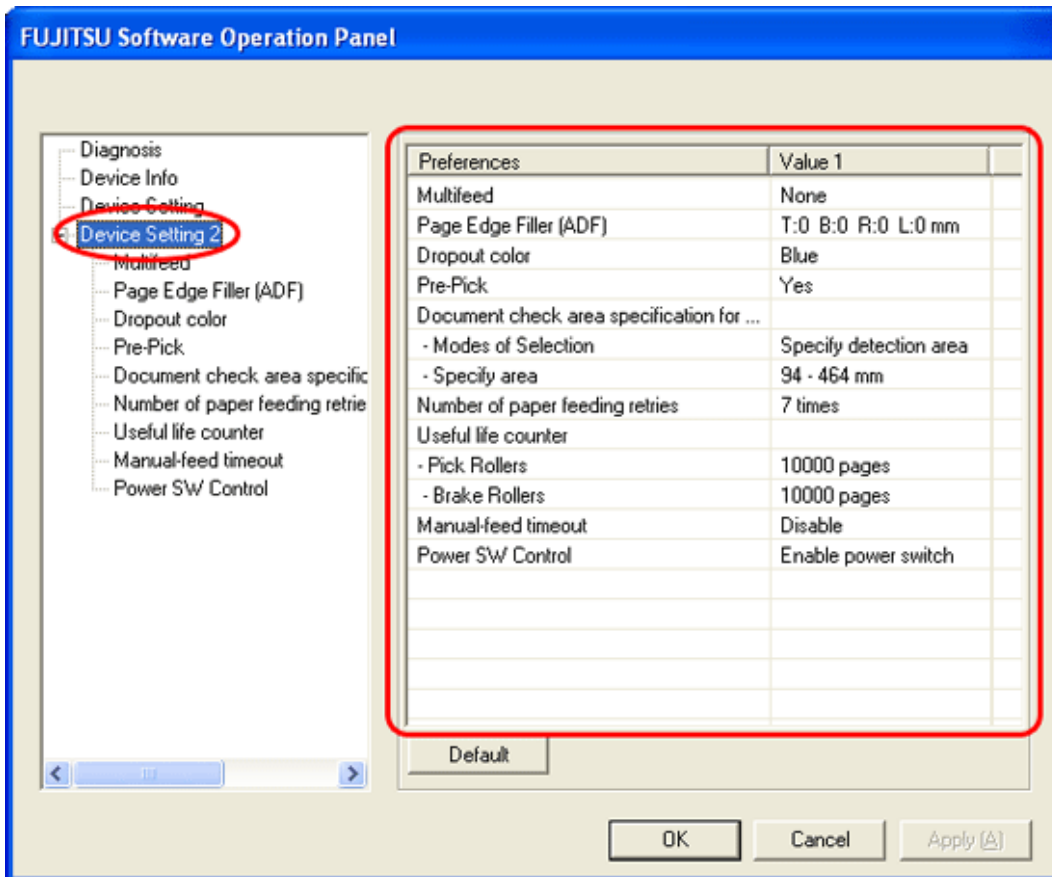 FUJITSU Software Operation Panel
Diagnosis
Device Info
Device Setting
Device Setting 2
Multifeed
Page Edge Filler (ADF)
Dropout color
Pre-Pick
Document check area specific
Number of paper feeding retrie
Useful life counter
Manual-feed timeout
Power SW Control
Preferences Value 1
Multifeed None
Page Edge Filler (ADF) T:0 B:0 R:0 L:0 mm
Dropout color Blue
Pre-Pick Yes
Document check area specification for ...
- Modes of Selection Specify detection area
- Specify area 94 - 464 mm
Number of paper feeding retries 7 times
Useful life counter
- Pick Rollers 10000 pages
- Brake Rollers 10000 pages
Manual-feed timeout Disable
Power SW Control Enable power switch
Default
OK Cancel Apply (A)